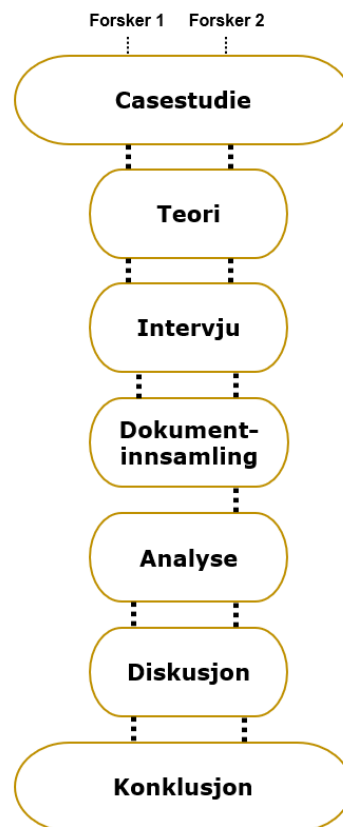 Forsker 1 Forsker 2
Casestudie
Teori
Intervju
Dokument-
innsamling
Analyse
Diskusjon
Konklusjon